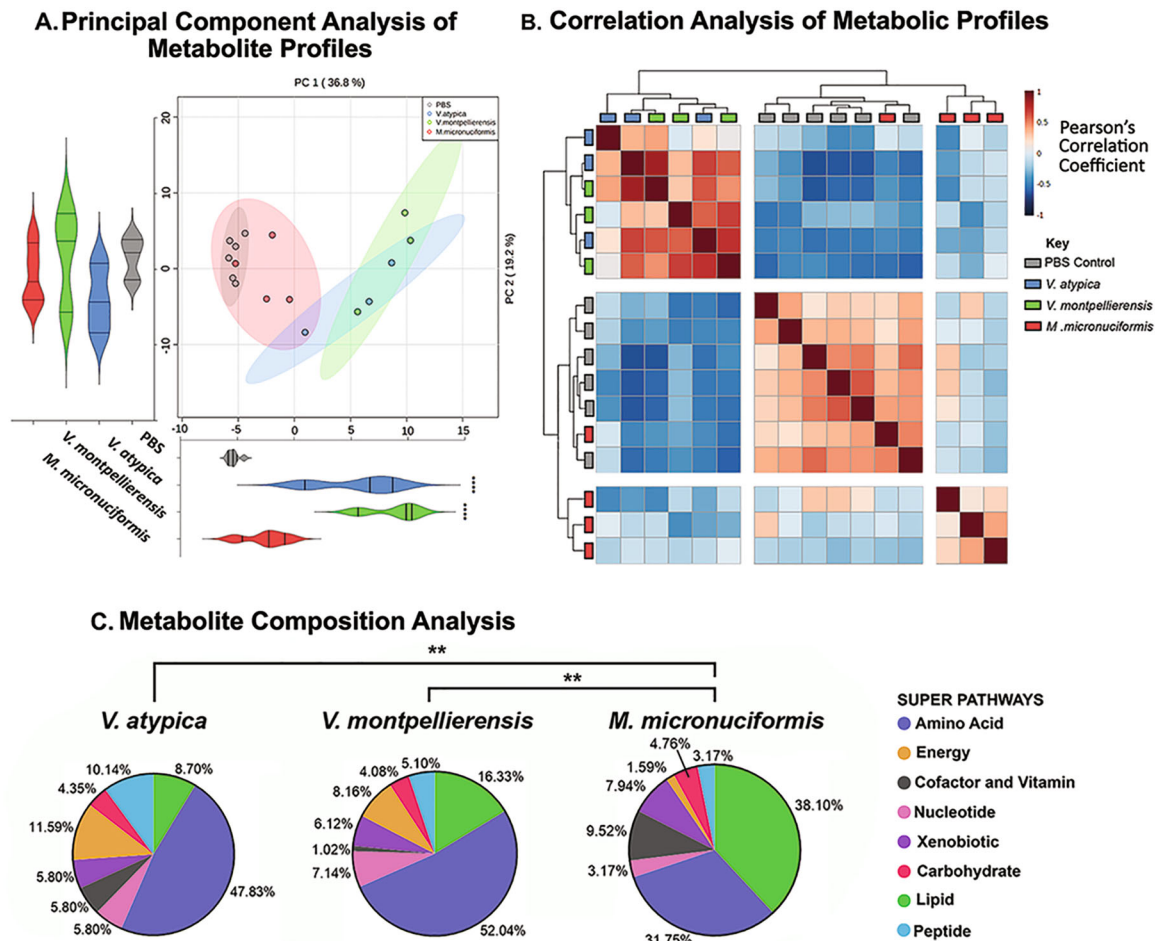 A. Principal Component Analysis of
Metabolite Profiles
PC 1 ( 36.8 %)
PBS
V.atypica
V.montpellierensis
M.micronuciformis
20
10
0
-10
PC 2 ( 19.2 %)
-10 -5 0 5 10 15
PBS
V. atypica
V. montpellierensis
M. micronuciformis
****
****
B. Correlation Analysis of Metabolic Profiles
1
0.5
0
-0.5
-1
Pearson's
Correlation
Coefficient
Key
PBS Control
V. atypica
V. montpellierensis
M .micronuciformis
C. Metabolite Composition Analysis
**
**
V. atypica
10.14%
8.70%
4.35%
11.59%
5.80%
5.80%
5.80%
47.83%
V. montpellierensis
5.10%
4.08%
16.33%
8.16%
6.12%
1.02%
7.14%
52.04%
M. micronuciformis
4.76%
3.17%
1.59%
7.94%
38.10%
9.52%
3.17%
31.75%
SUPER PATHWAYS
Amino Acid
Energy
Cofactor and Vitamin
Nucleotide
Xenobiotic
Carbohydrate
Lipid
Peptide